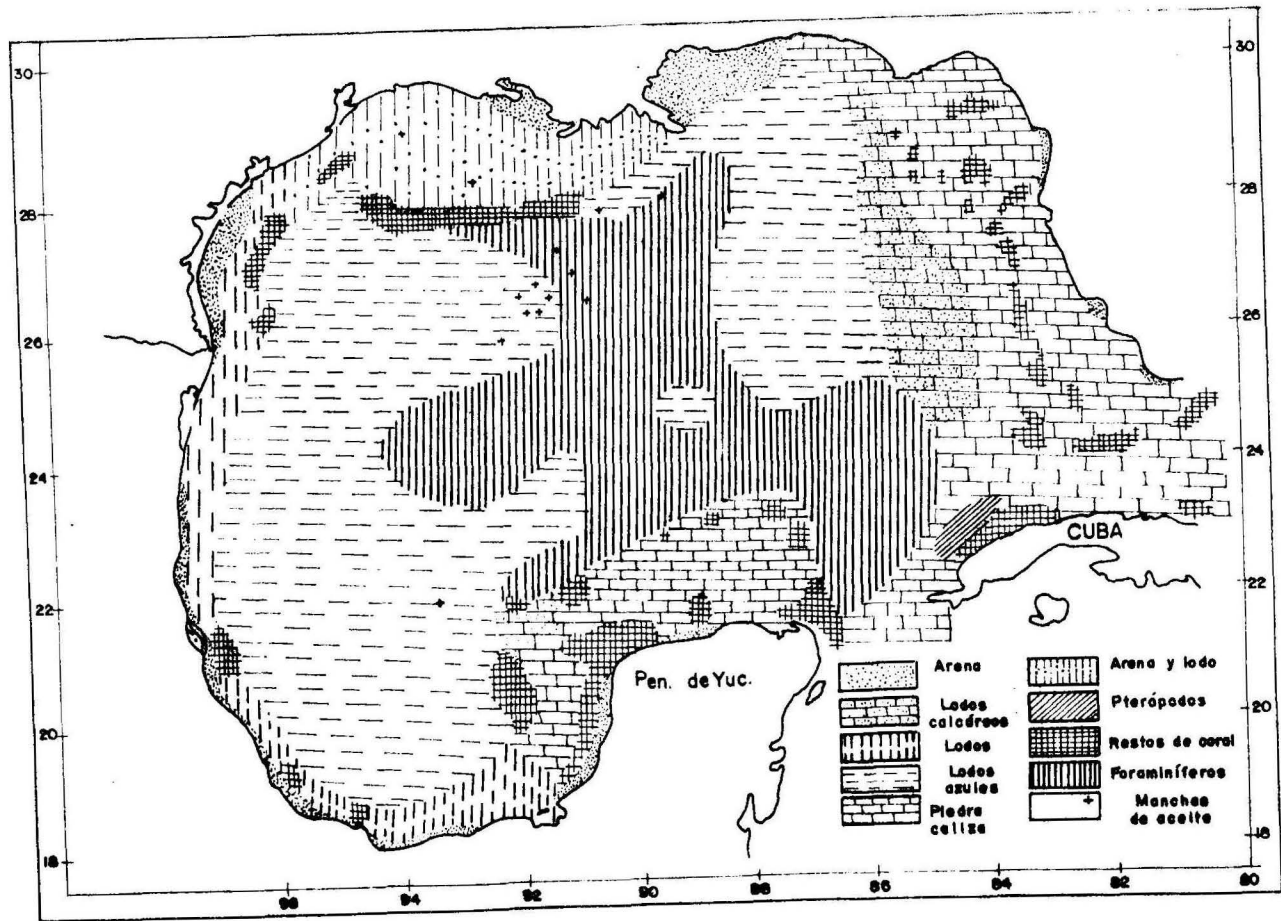 30
28
26
24
22
20
18
30
28
26
24
22
20
18
96
94
92
90
86
85
84
82
80
CUBA
Pen. de Yuc.
Arena
Lodos
calcáreos
Lodos
Lodos
azules
Piedra
caliza
Arena y lodo
Pterópodos
Restos de coral
Foraminíferos
Manchas
de aceite